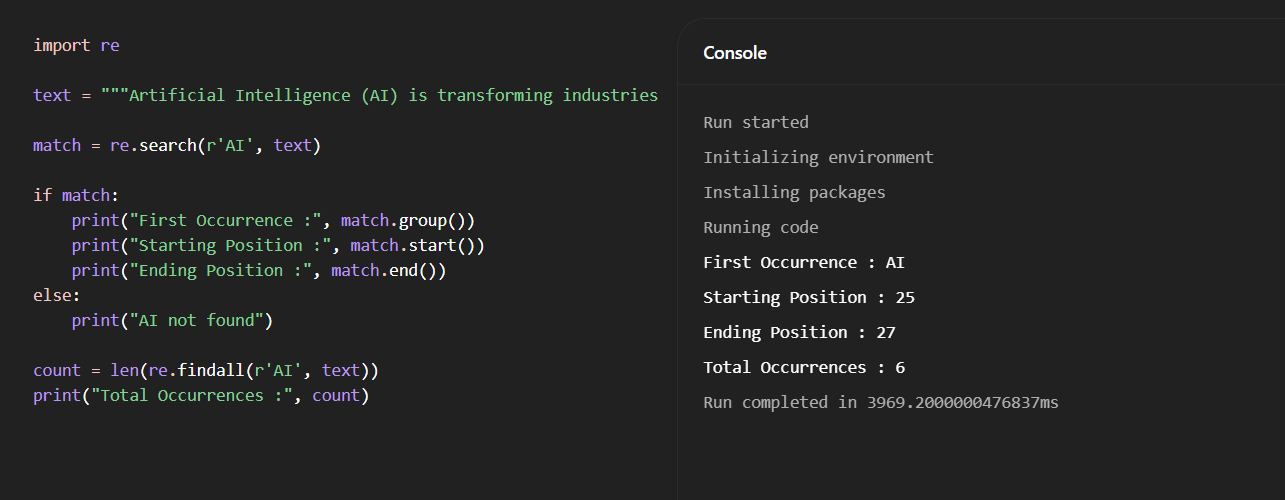 import re
text = """Artificial Intelligence (AI) is transforming industries
match = re.search(r'AI', text)
if match:
    print("First Occurrence :", match.group())
    print("Starting Position :", match.start())
    print("Ending Position :", match.end())
else:
    print("AI not found")
count = len(re.findall(r'AI', text))
print("Total Occurrences :", count)
Console
Run started
Initializing environment
Installing packages
Running code
First Occurrence : AI
Starting Position : 25
Ending Position : 27
Total Occurrences : 6
Run completed in 3969.2000000476837ms